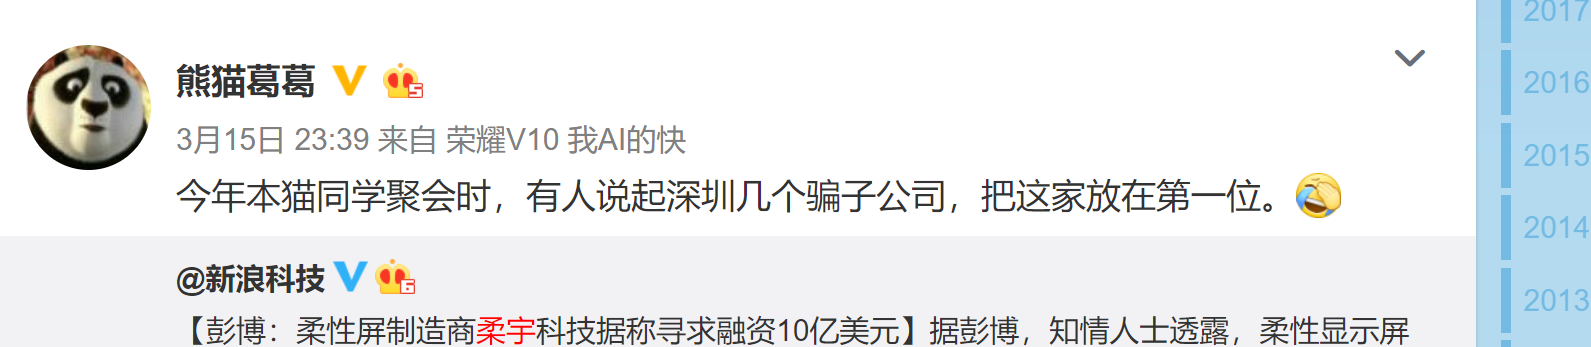 熊猫葛葛
5
3月15日 23:39 来自 荣耀V10 我AI的快
今年本猫同学聚会时，有人说起深圳几个骗子公司，把这家放在第一位。
@新浪科技
6
【彭博：柔性屏制造商柔宇科技据称寻求融资10亿美元】据彭博，知情人士透露，柔性显示屏
2017
2016
2015
2014
2013